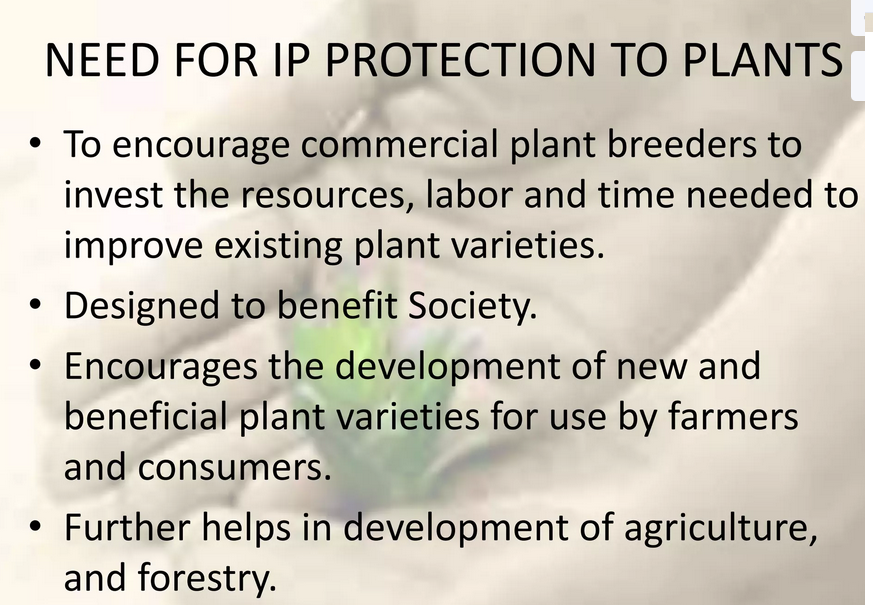 NEED FOR IP PROTECTION TO PLANTS
• To encourage commercial plant breeders to
invest the resources, labor and time needed to
improve existing plant varieties.
• Designed to benefit Society.
• Encourages the development of new and
beneficial plant varieties for use by farmers
and consumers.
• Further helps in development of agriculture,
and forestry.